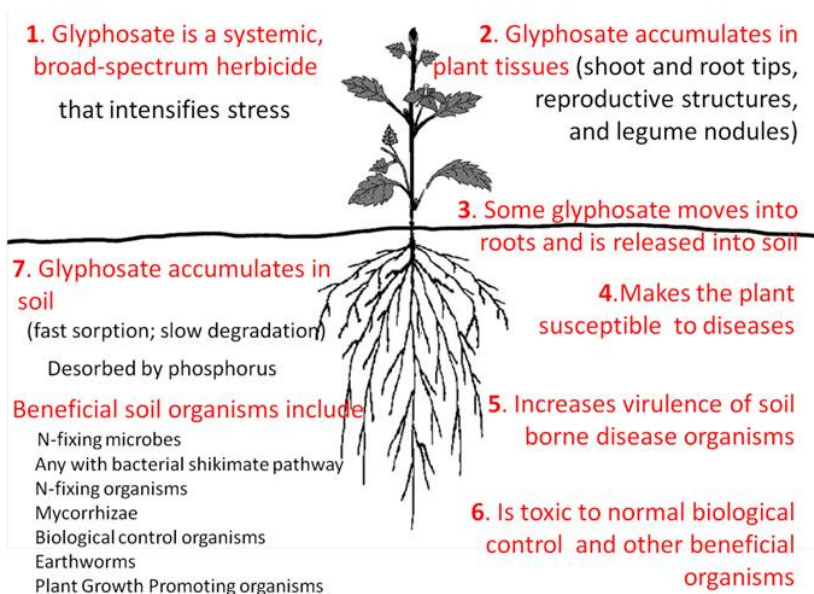 1. Glyphosate is a systemic,
broad-spectrum herbicide
that intensifies stress
2. Glyphosate accumulates in
plant tissues (shoot and root tips,
reproductive structures,
and legume nodules)
3. Some glyphosate moves into
roots and is released into soil
4.Makes the plant
susceptible to diseases
5. Increases virulence of soil
borne disease organisms
6. Is toxic to normal biological
control and other beneficial
organisms
7. Glyphosate accumulates in
soil
(fast sorption; slow degradation)
Desorbed by phosphorus
Beneficial soil organisms include
N-fixing microbes
Any with bacterial shikimate pathway
N-fixing organisms
Mycorrhizae
Biological control organisms
Earthworms
Plant Growth Promoting organisms